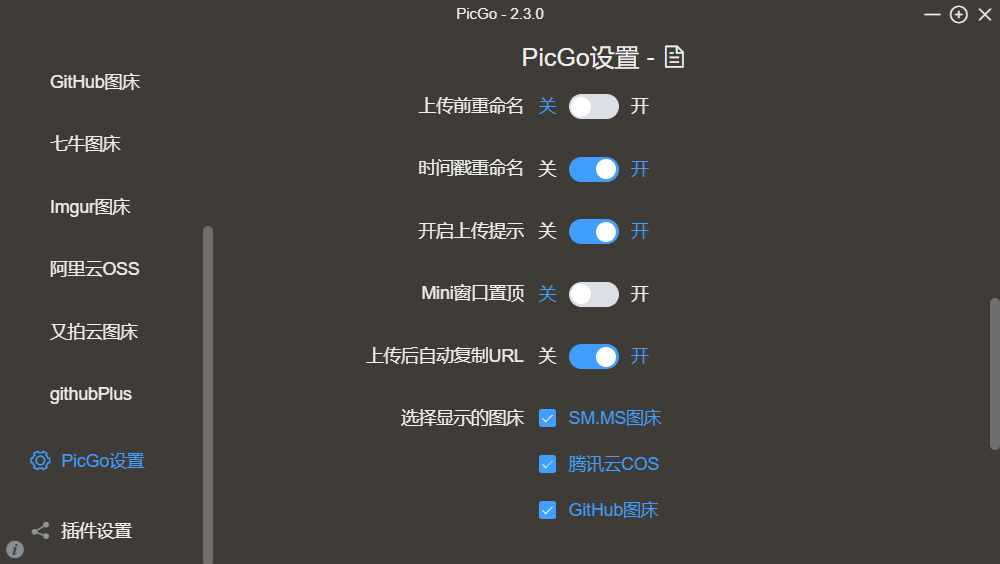 PicGo - 2.3.0
GitHub图床
七牛图床
Imgur图床
阿里云OSS
又拍云图床
githubPlus
PicGo设置
插件设置
PicGo设置 -
上传前重命名 关 开
时间戳重命名 关 开
开启上传提示 关 开
Mini窗口置顶 关 开
上传后自动复制URL 关 开
选择显示的图床 SM.MS图床
腾讯云COS
GitHub图床